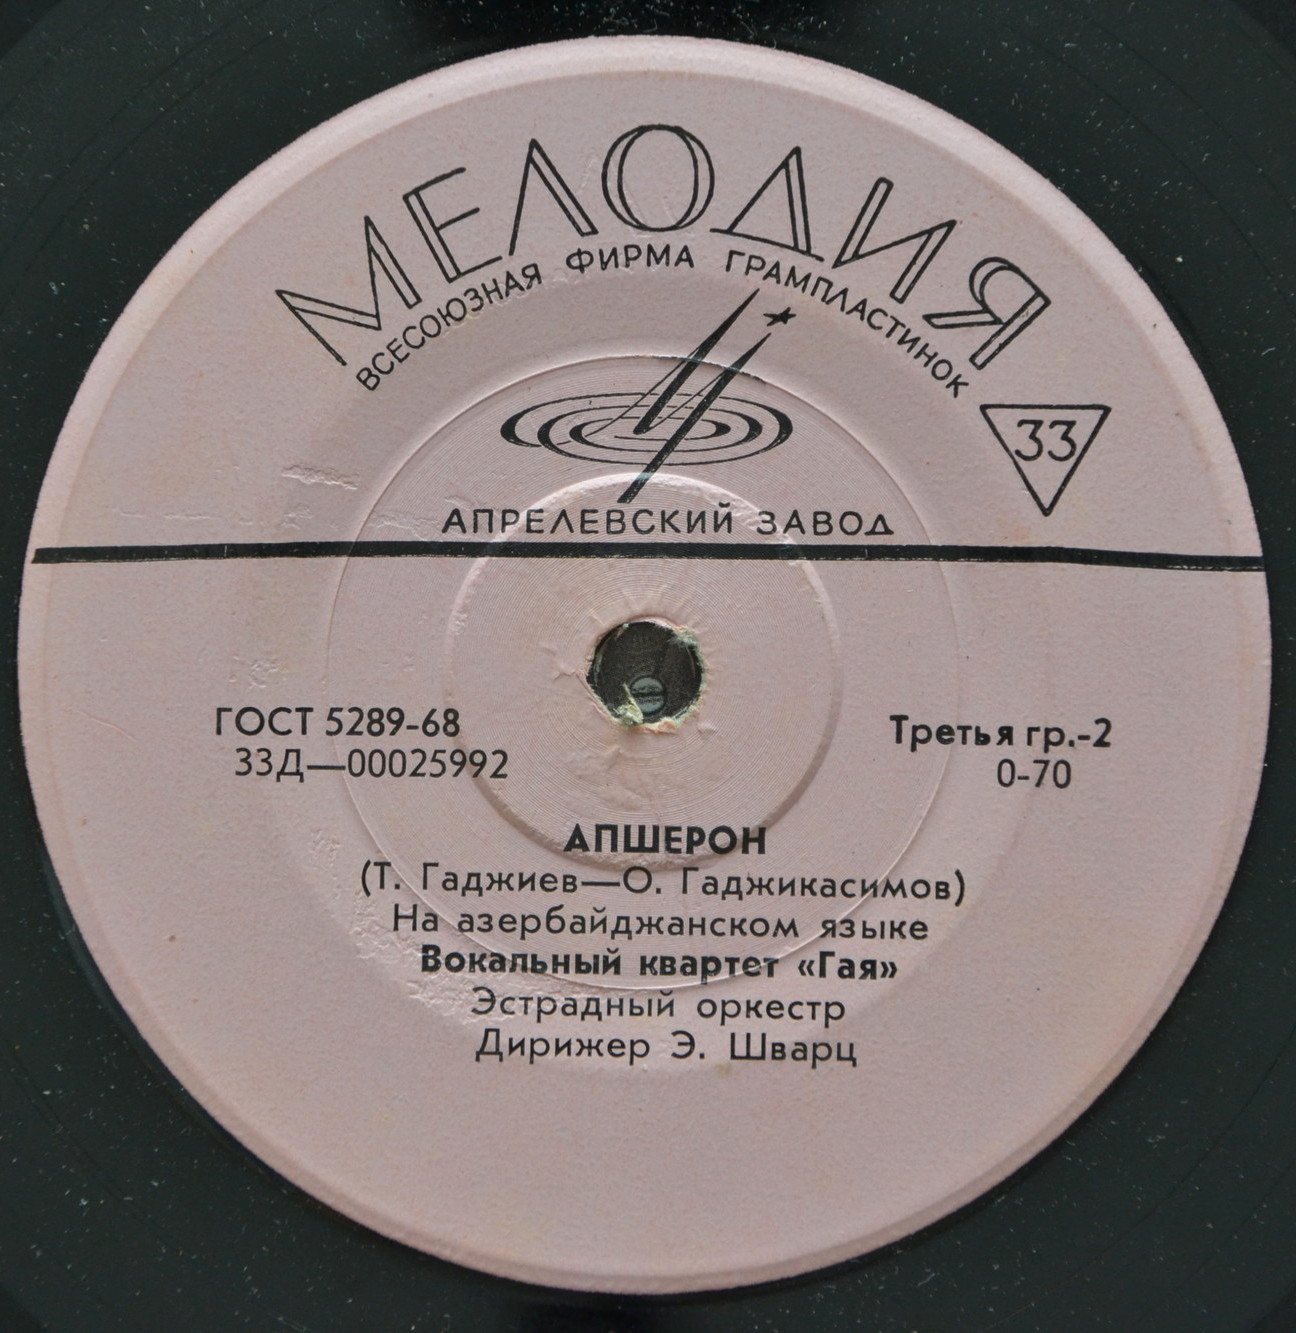 МЕЛОДИЯ
ВСЕСОЮЗНАЯ ФИРМА ГРАМПЛАСТИНОК
33
АПРЕЛЕВСКИЙ ЗАВОД
ГОСТ 5289-68
33Д—00025992
Третья гр.-2
0-70
АПШЕРОН
(Т. Гаджиев—О. Гаджикасимов)
На азербайджанском языке
Вокальный квартет «Гая»
Эстрадный оркестр
Дирижер Э. Шварц